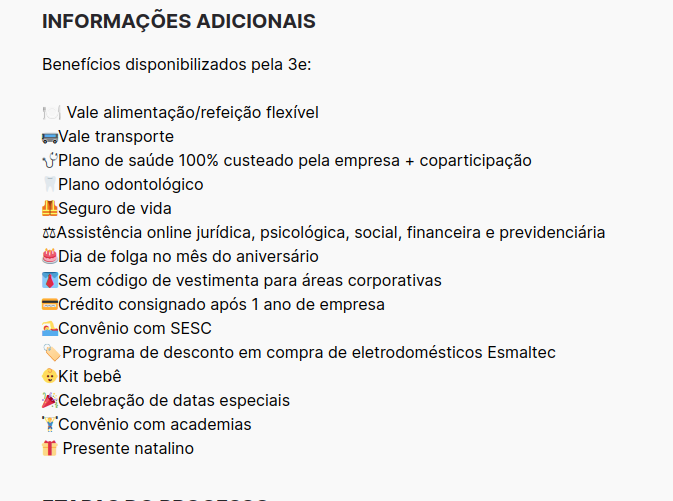 INFORMAÇÕES ADICIONAIS
Benefícios disponibilizados pela 3e:
🍽️ Vale alimentação/refeição flexível
🚌Vale transporte
🩺Plano de saúde 100% custeado pela empresa + coparticipação
🦷Plano odontológico
🦺Seguro de vida
⚖Assistência online jurídica, psicológica, social, financeira e previdenciária
🎂Dia de folga no mês do aniversário
👔Sem código de vestimenta para áreas corporativas
💳Crédito consignado após 1 ano de empresa
🏊Convênio com SESC
🏷️Programa de desconto em compra de eletrodomésticos Esmaltec
👶Kit bebê
🎉Celebração de datas especiais
🏋️Convênio com academias
🎁 Presente natalino